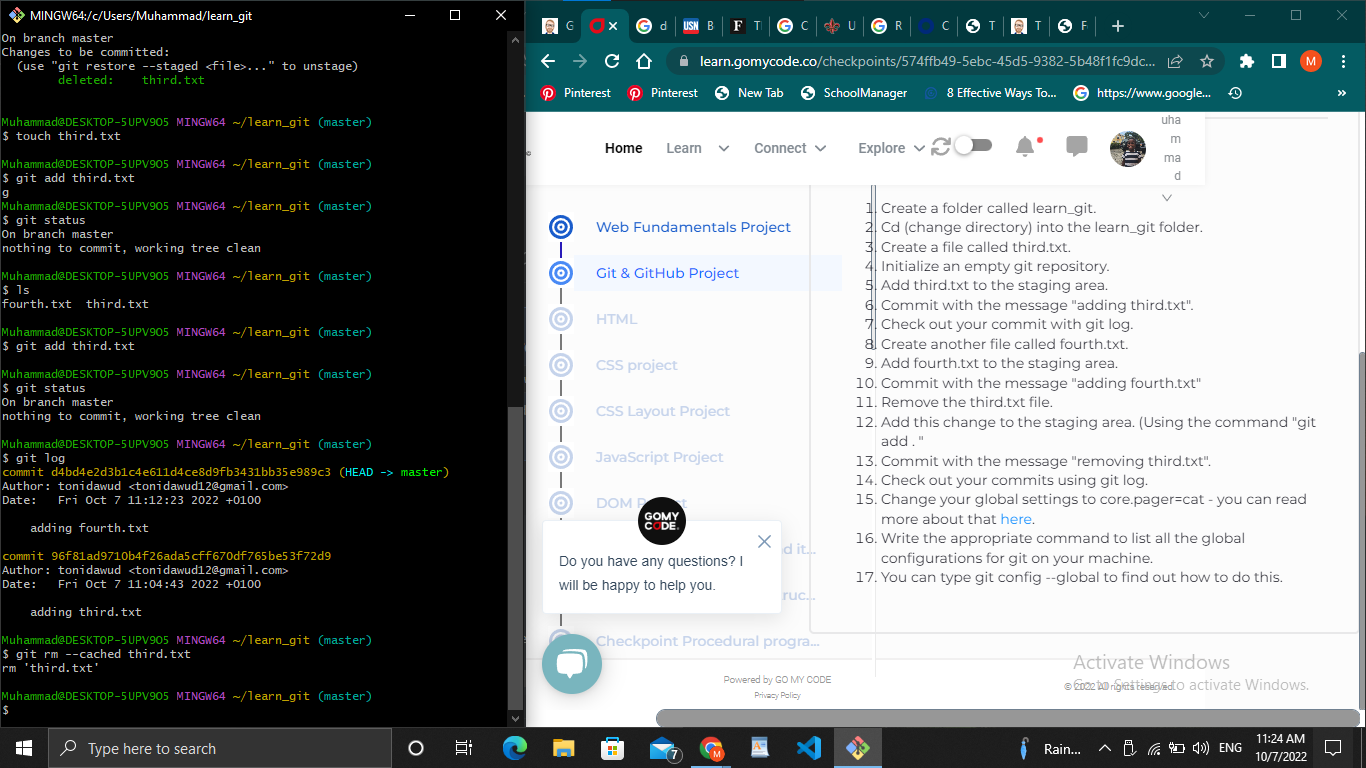 MINGW64:/c/Users/Muhammad/learn_git
On branch master
Changes to be committed:
(use "git restore --staged <file>..." to unstage)
deleted:    third.txt
Muhammad@DESKTOP-5UPV9O5 MINGW64 ~/learn_git (master)
$ touch third.txt
Muhammad@DESKTOP-5UPV9O5 MINGW64 ~/learn_git (master)
$ git add third.txt
g
Muhammad@DESKTOP-5UPV9O5 MINGW64 ~/learn_git (master)
$ git status
On branch master
nothing to commit, working tree clean
Muhammad@DESKTOP-5UPV9O5 MINGW64 ~/learn_git (master)
$ ls
fourth.txt  third.txt
Muhammad@DESKTOP-5UPV9O5 MINGW64 ~/learn_git (master)
$ git add third.txt
Muhammad@DESKTOP-5UPV9O5 MINGW64 ~/learn_git (master)
$ git status
On branch master
nothing to commit, working tree clean
Muhammad@DESKTOP-5UPV9O5 MINGW64 ~/learn_git (master)
$ git log
commit d4bd4e2d3b1c4e611d4ce8d9fb3431bb35e989c3 (HEAD -> master)
Author: tonidawud <tonidawud12@gmail.com>
Date:   Fri Oct 7 11:12:23 2022 +0100
adding fourth.txt
commit 96f81ad9710b4f26ada5cff670df765be53f72d9
Author: tonidawud <tonidawud12@gmail.com>
Date:   Fri Oct 7 11:04:43 2022 +0100
adding third.txt
Muhammad@DESKTOP-5UPV9O5 MINGW64 ~/learn_git (master)
$ git rm --cached third.txt
rm 'third.txt'
Muhammad@DESKTOP-5UPV9O5 MINGW64 ~/learn_git (master)
$
G d USN B F T C U R C T T F
learn.gomycode.co/checkpoints/574ffb49-5ebc-45d5-9382-5b48f1fc9dc...
M
Pinterest Pinterest New Tab SchoolManager 8 Effective Ways To... https://www.google... »
Home Learn Connect Explore
uha
m
ma
d
Web Fundamentals Project
Git & GitHub Project
HTML
CSS project
CSS Layout Project
JavaScript Project
DOM Project
GOMY
CODE
Do you have any questions? I
will be happy to help you.
d it...
ruc...
Checkpoint Procedural progra...
1. Create a folder called learn_git.
2. Cd (change directory) into the learn_git folder.
3. Create a file called third.txt.
4. Initialize an empty git repository.
5. Add third.txt to the staging area.
6. Commit with the message "adding third.txt".
7. Check out your commit with git log.
8. Create another file called fourth.txt.
9. Add fourth.txt to the staging area.
10. Commit with the message "adding fourth.txt"
11. Remove the third.txt file.
12. Add this change to the staging area. (Using the command "git
add . "
13. Commit with the message "removing third.txt".
14. Check out your commits using git log.
15. Change your global settings to core.pager=cat - you can read
more about that here.
16. Write the appropriate command to list all the global
configurations for git on your machine.
17. You can type git config --global to find out how to do this.
Powered by GO MY CODE
Privacy Policy
© 2022 All rights reserved.
Activate Windows
Go to Settings to activate Windows.
Type here to search
7
M
Rain...
ENG
11:24 AM
10/7/2022